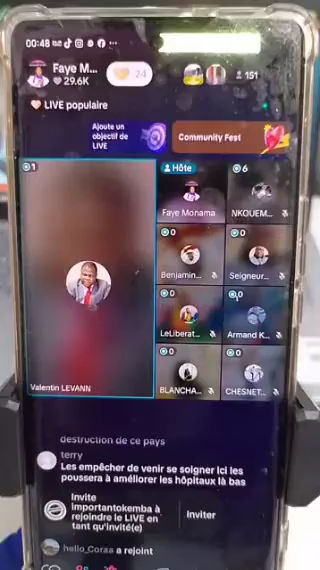 00:48
Faye M...
29.6K
24
151
LIVE populaire
Ajoute un
objectif de
LIVE
Community Fest
1
Hôte
6
Faye Monama
NKOUEM...
0
0
Benjamin...
Seigneur...
0
0
LeLiberat...
Armand K...
0
0
BLANCHA...
CHESNET...
Valentin LEVANN
destruction de ce pays
terry
Les empêcher de venir se soigner ici les
poussera à améliorer les hôpitaux là bas
Invite
importantokemba à
rejoindre le LIVE en
tant qu'invité(e)
Inviter
hello_Coraa a rejoint